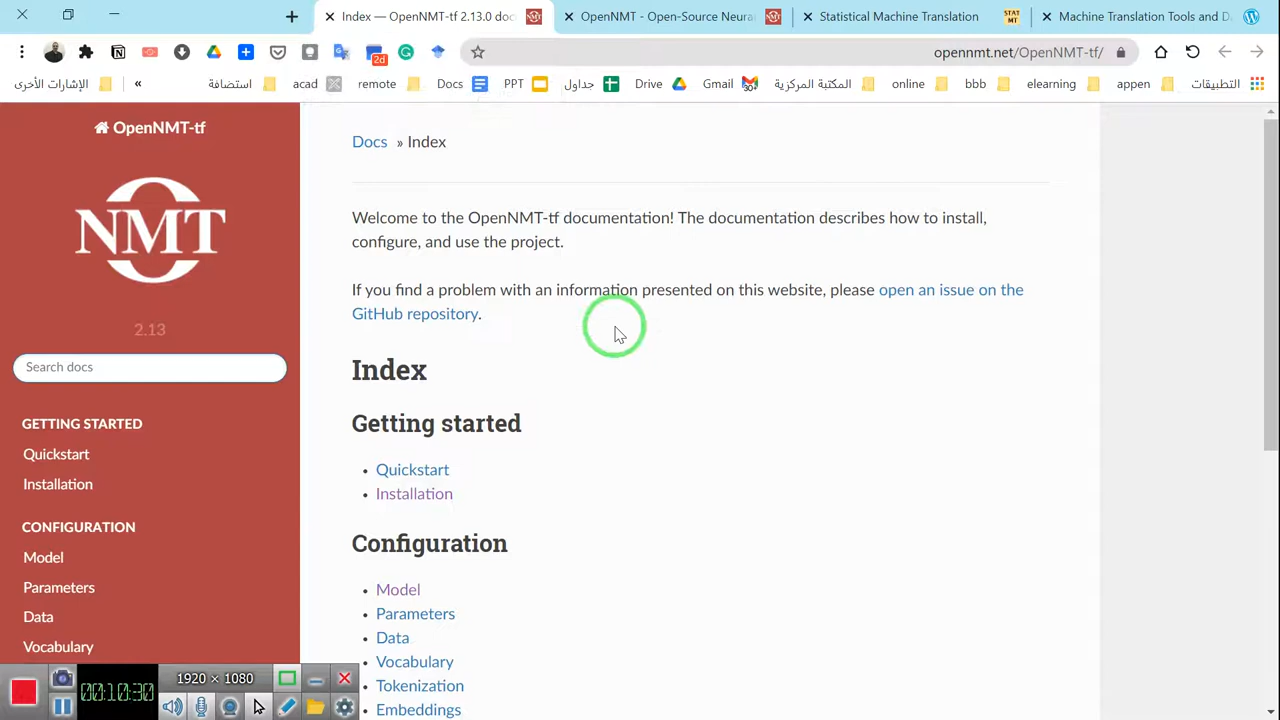 Index — OpenNMT-tf 2.13.0 doc
OpenNMT - Open-Source Neura
Statistical Machine Translation
STAT
MT
Machine Translation Tools and
2d
opennmt.net/OpenNMT-tf/
الإشارات الأخرى
«
استضافة
acad
remote
Docs
PPT
جداول
Drive
Gmail
30
المكتبة المركزية
online
bbb
elearning
appen
التطبيقات
OpenNMT-tf
NMT
2.13
Search docs
GETTING STARTED
Quickstart
Installation
CONFIGURATION
Model
Parameters
Data
Vocabulary
Docs » Index
Welcome to the OpenNMT-tf documentation! The documentation describes how to install,
configure, and use the project.
If you find a problem with an information presented on this website, please open an issue on the
GitHub repository.
Index
Getting started
• Quickstart
• Installation
Configuration
• Model
• Parameters
• Data
• Vocabulary
• Tokenization
• Embeddings
1920 × 1080
00:10:30